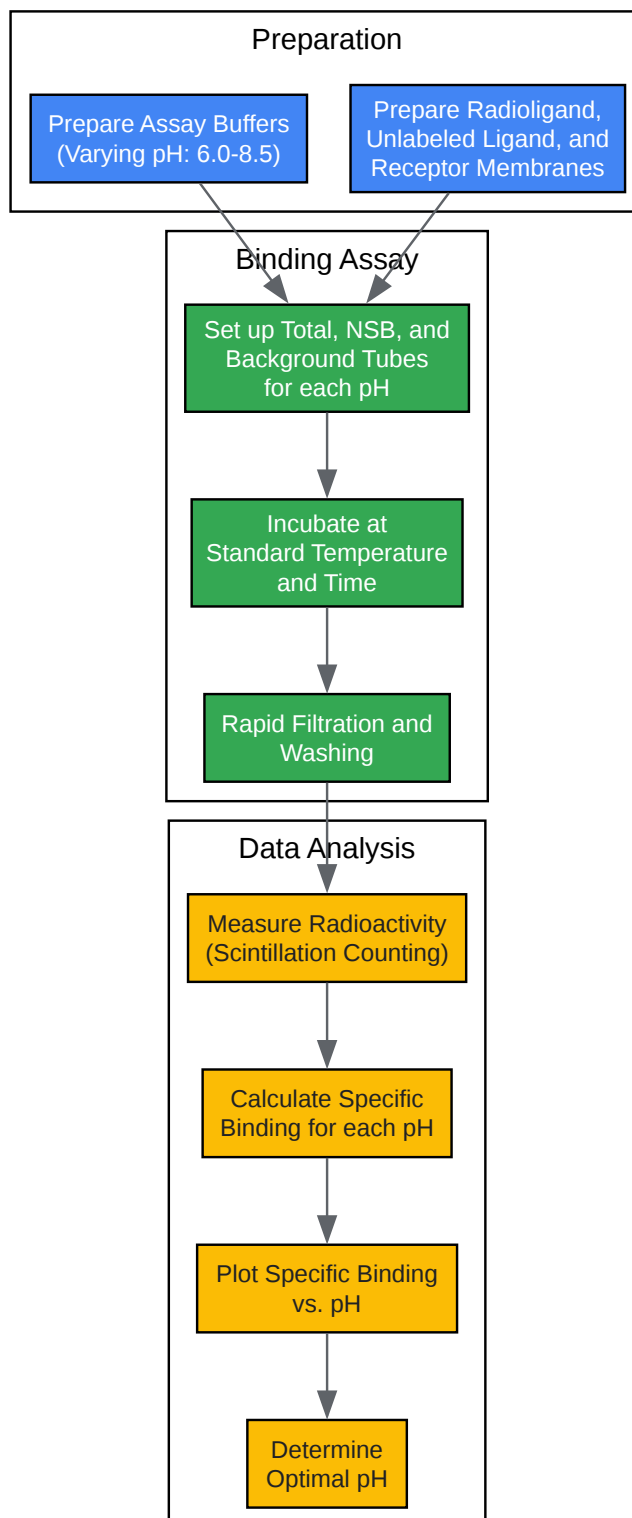 Preparation
Prepare Assay Buffers
(Varying pH: 6.0-8.5)
Prepare Radioligand,
Unlabeled Ligand, and
Receptor Membranes
Binding Assay
Set up Total, NSB, and
Background Tubes
for each pH
Incubate at
Standard Temperature
and Time
Rapid Filtration and
Washing
Data Analysis
Measure Radioactivity
(Scintillation Counting)
Calculate Specific
Binding for each pH
Plot Specific Binding
vs. pH
Determine
Optimal pH